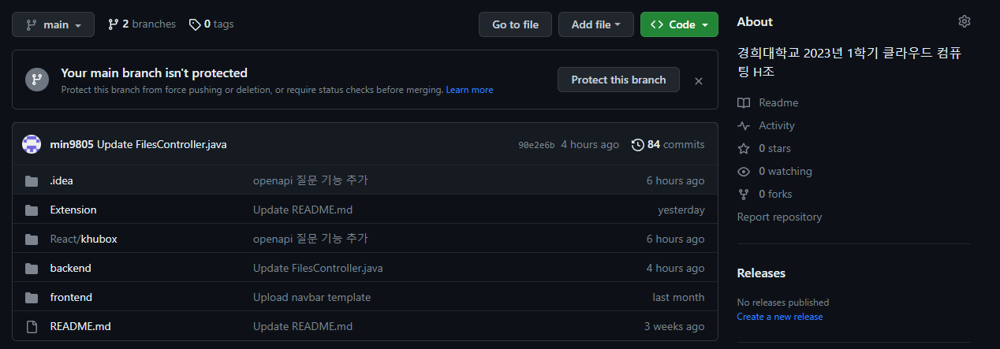 main 2 branches 0 tags Go to file Add file Code
Your main branch isn't protected
Protect this branch from force pushing or deletion, or require status checks before merging. Learn more
Protect this branch
min9805 Update FilesController.java 90e2e6b 4 hours ago 84 commits
.idea openapi 질문 기능 추가 6 hours ago
Extension Update README.md yesterday
React/khubox openapi 질문 기능 추가 6 hours ago
backend Update FilesController.java 4 hours ago
frontend Upload navbar template last month
README.md Update README.md 3 weeks ago
About
경희대학교 2023년 1학기 클라우드 컴퓨
팅 H조
Readme
Activity
0 stars
0 watching
0 forks
Report repository
Releases
No releases published
Create a new release